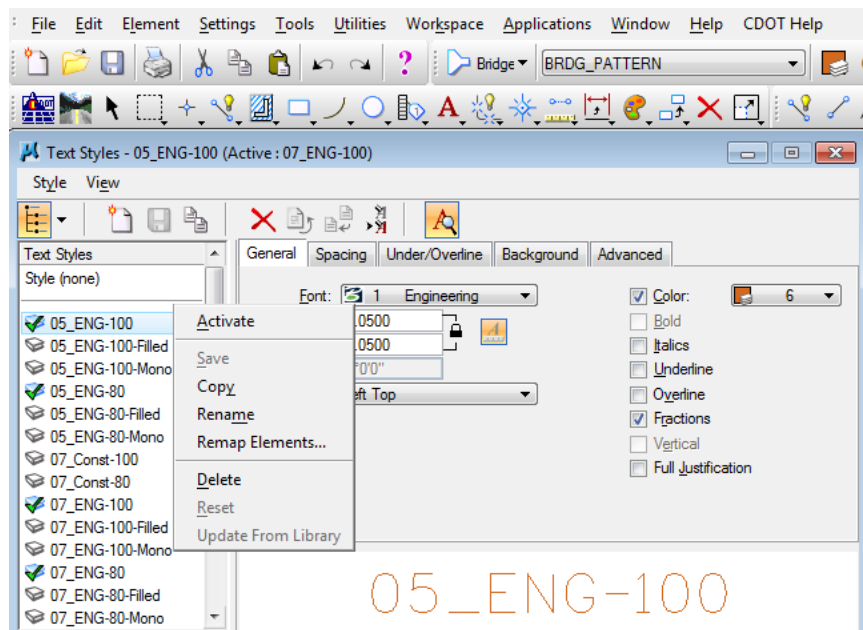 File Edit Element Settings Tools Utilities Workspace Applications Window Help CDOT Help
Bridge BRDG_PATTERN
Text Styles - 05_ENG-100 (Active : 07_ENG-100)
Style View
Text Styles
Style (none)
05_ENG-100
05_ENG-100-Filled
05_ENG-100-Mono
05_ENG-80
05_ENG-80-Filled
05_ENG-80-Mono
07_Const-100
07_Const-80
07_ENG-100
07_ENG-100-Filled
07_ENG-100-Mono
07_ENG-80
07_ENG-80-Filled
07_ENG-80-Mono
Activate
Save
Copy
Rename
Remap Elements...
Delete
Reset
Update From Library
General Spacing Under/Overline Background Advanced
Font: 1 Engineering
.0500
.0500
°0'0"
ft Top
Color: 6
Bold
Italics
Underline
Overline
Fractions
Vertical
Full Justification
05_ENG-100